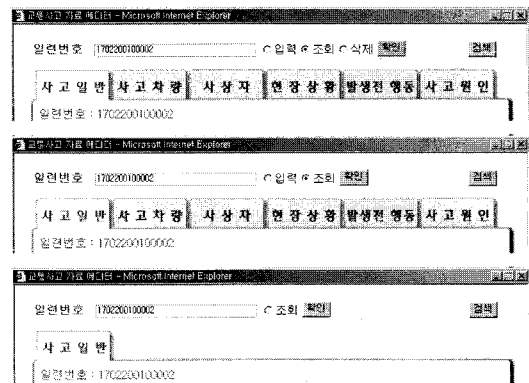 교통사고 자료 에디터 - Microsoft Internet Explorer
일련번호 1702200100002 입력 조회 삭제 확인 검색
사고일반 사고차량 사상자 현장상황 발생전 행동 사고원인
일련번호 : 1702200100002
교통사고 자료 에디터 - Microsoft Internet Explorer
일련번호 1702200100002 입력 조회 확인 검색
사고일반 사고차량 사상자 현장상황 발생전 행동 사고원인
일련번호 : 1702200100002
교통사고 자료 에디터 - Microsoft Internet Explorer
일련번호 1702200100002 조회 확인 검색
사고일반
일련번호 : 1702200100002